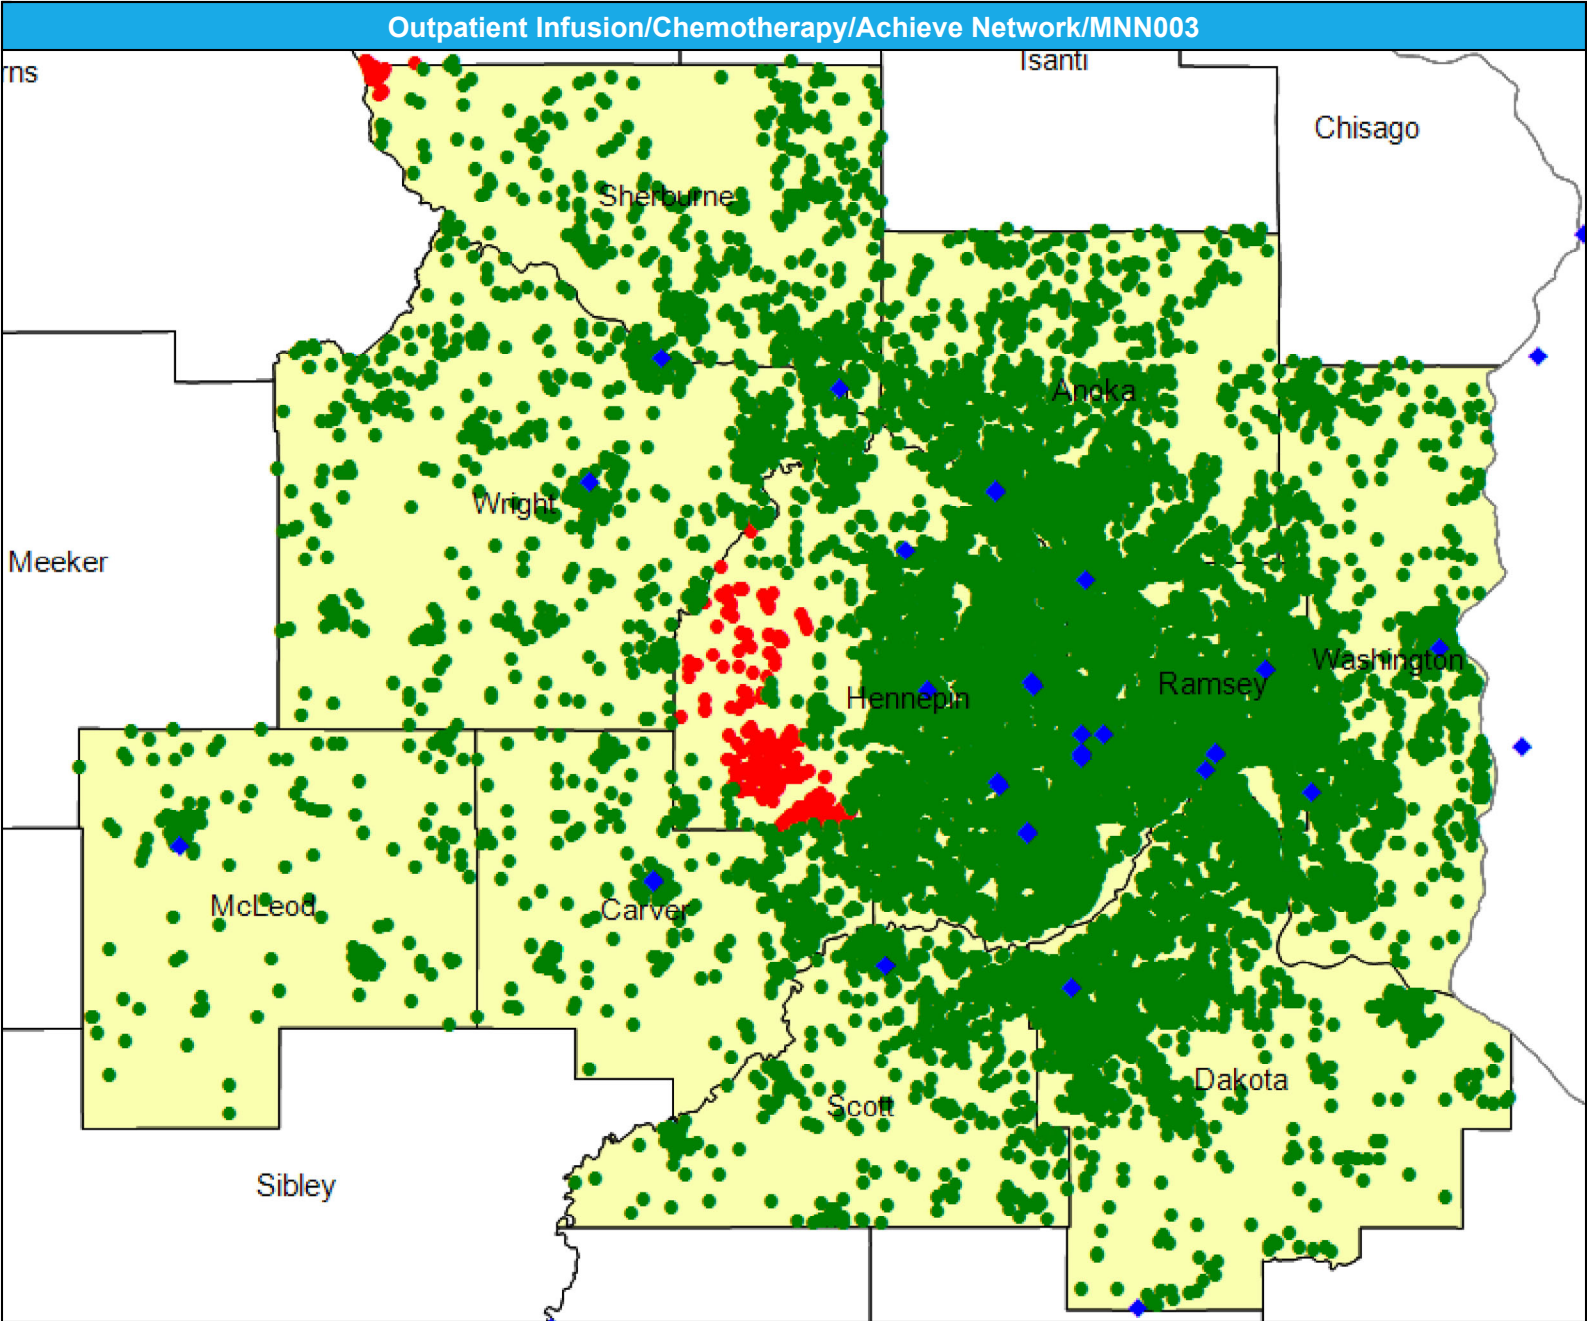 Outpatient Infusion/Chemotherapy/Achieve Network/MNN003
rns
Isanti
Chisago
Sherburne
Anoka
Wright
Meeker
Washington
Ramsey
Hennepin
McLeod
Carver
Dakota
Scott
Sibley